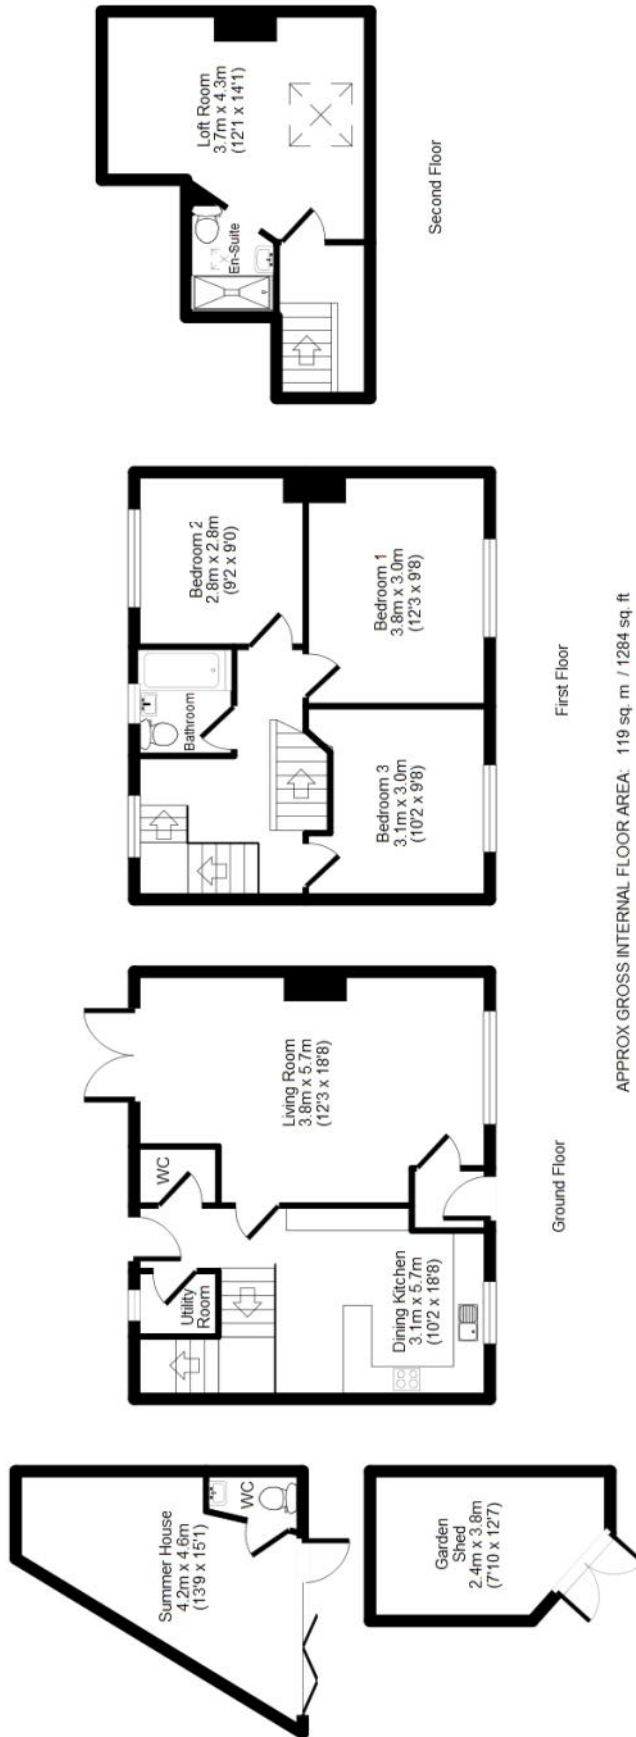 Summer House
4.2m x 4.6m
(13'9 x 15'1)
WC
Garden
Shed
2.4m x 3.8m
(7'10 x 12'7)
Utility
Room
WC
Living Room
3.8m x 5.7m
(12'3 x 18'8)
Dining Kitchen
3.1m x 5.7m
(10'2 x 18'8)
Ground Floor
Bathroom
Bedroom 2
2.8m x 2.8m
(9'2 x 9'0)
Bedroom 3
3.1m x 3.0m
(10'2 x 9'8)
Bedroom 1
3.8m x 3.0m
(12'3 x 9'8)
First Floor
En-Suite
Loft Room
3.7m x 4.3m
(12'1 x 14'1)
Second Floor
APPROX GROSS INTERNAL FLOOR AREA: 119 sq. m / 1284 sq. ft